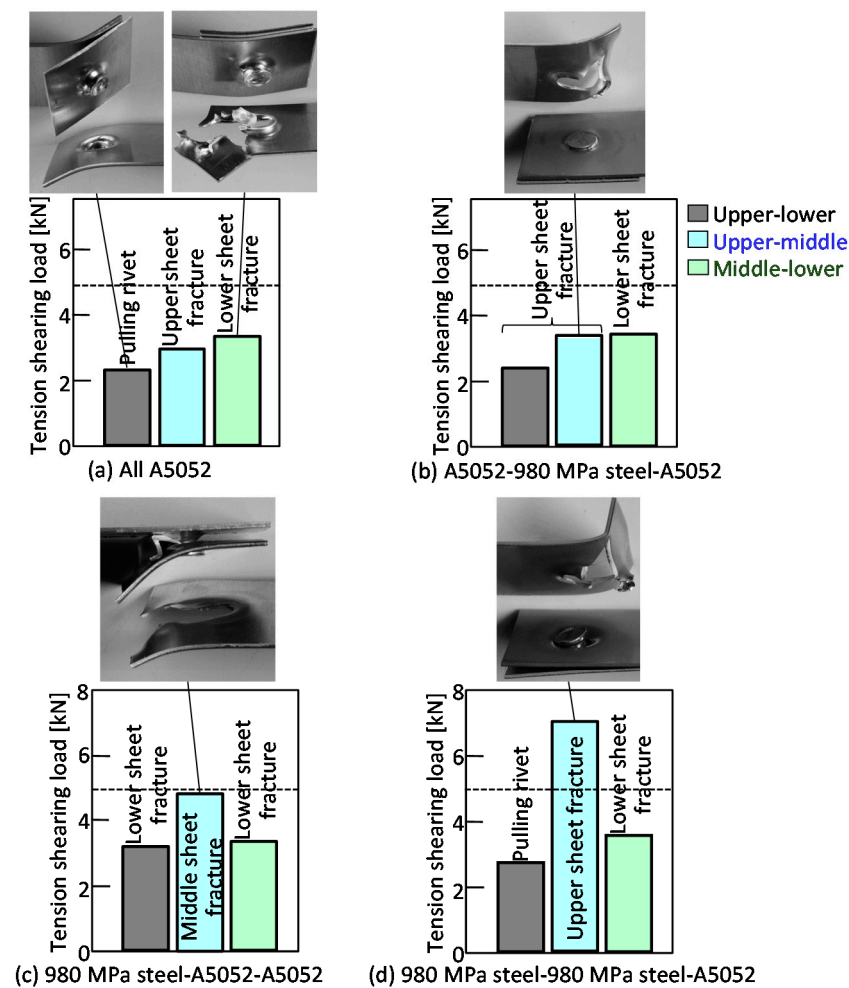 Tension shearing load [kN]
6
4
2
0
Pulling rivet
Upper sheet
fracture
Lower sheet
fracture
(a) All A5052
Tension shearing load [kN]
6
4
2
0
Upper sheet
fracture
Lower sheet
fracture
(b) A5052-980 MPa steel-A5052
Upper-lower
Upper-middle
Middle-lower
Tension shearing load [kN]
8
6
4
2
0
Lower sheet
fracture
Middle sheet
fracture
Lower sheet
fracture
(c) 980 MPa steel-A5052-A5052
Tension shearing load [kN]
8
6
4
2
0
Pulling rivet
Upper sheet fracture
Lower sheet
fracture
(d) 980 MPa steel-980 MPa steel-A5052